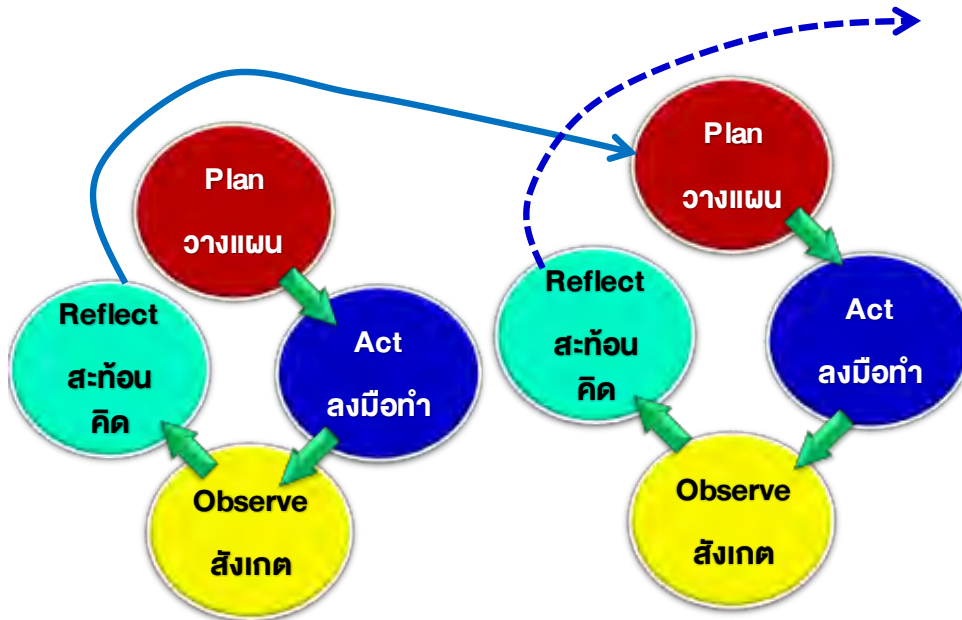 Plan
วางแผน
Act
ลงมือทำ
Observe
สังเกต
Reflect
สะท้อน
คิด
Plan
วางแผน
Act
ลงมือทำ
Observe
สังเกต
Reflect
สะท้อน
คิด